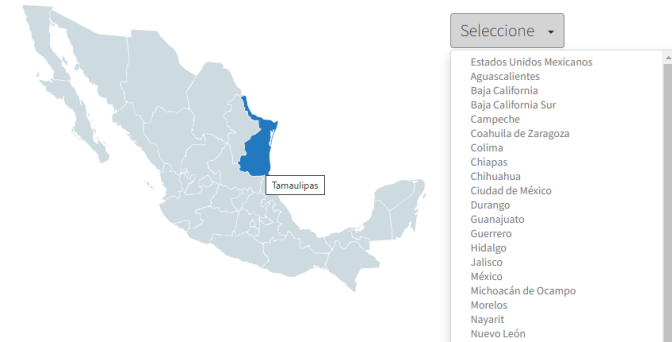 Seleccione
Estados Unidos Mexicanos
Aguascalientes
Baja California
Baja California Sur
Campeche
Coahuila de Zaragoza
Colima
Chiapas
Chihuahua
Ciudad de México
Durango
Guanajuato
Guerrero
Hidalgo
Jalisco
México
Michoacán de Ocampo
Morelos
Nayarit
Nuevo León
Tamaulipas